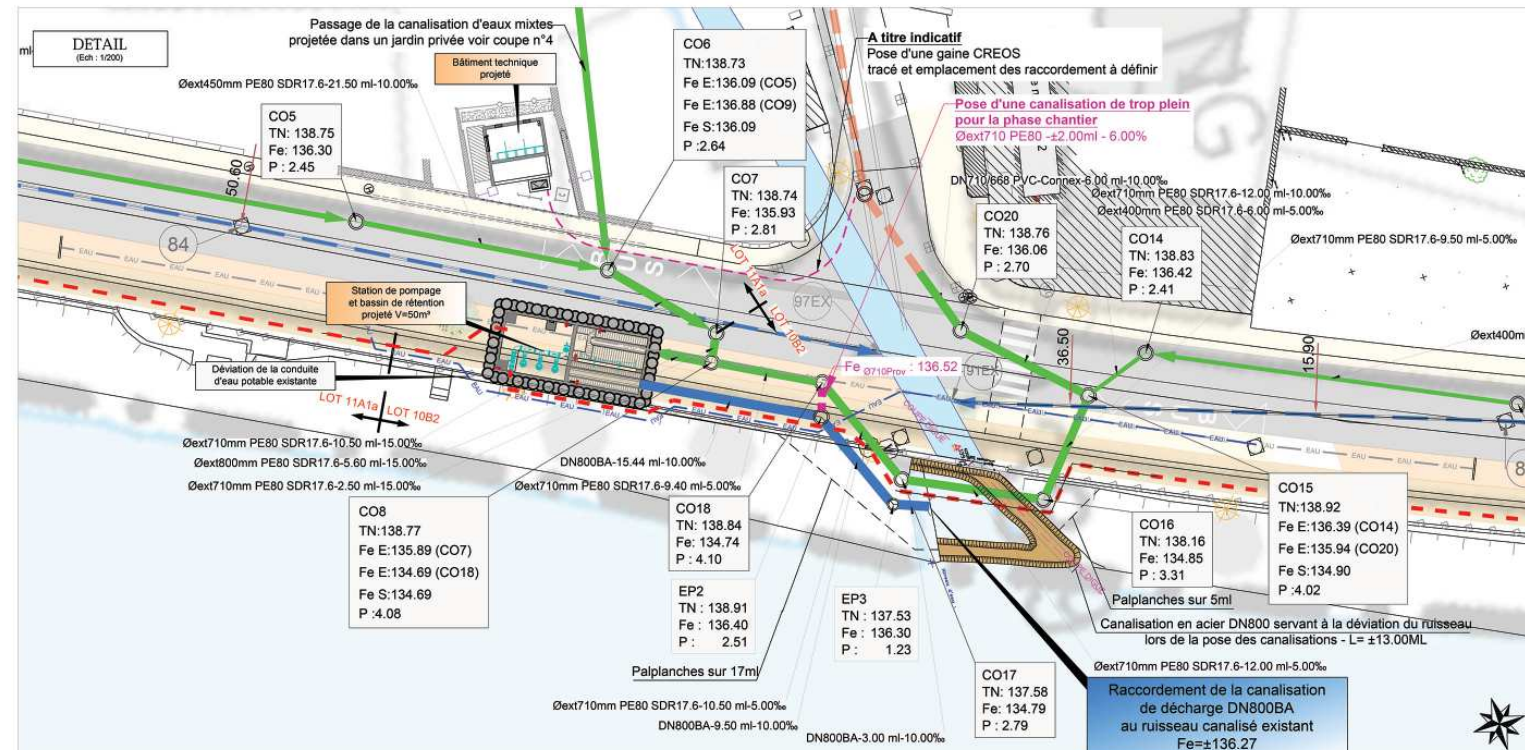 ml-
DETAIL
(Ech : 1/200)
Passage de la canalisation d'eaux mixtes
projetée dans un jardin privée voir coupe n°4
Bâtiment technique
projeté
Øext450mm PE80 SDR17.6-21.50 ml-10.00‰
CO5
TN: 138.75
Fe: 136.30
P : 2.45
50.60
84
CO6
TN:138.73
Fe E:136.09 (CO5)
Fe E:136.88 (CO9)
Fe S:136.09
P :2.64
CO7
TN: 138.74
Fe: 135.93
P : 2.81
A titre indicatif
Pose d'une gaine CREOS
tracé et emplacement des raccordement à définir
Pose d'une canalisation de trop plein
pour la phase chantier
Øext710 PE80 -±2.00ml - 6.00%
DN710/668 PVC-Connex-6.00 ml-10.00‰
Øext710mm PE80 SDR17.6-12.00 ml-10.00‰
Øext400mm PE80 SDR17.6-6.00 ml-5.00‰
Øext710mm PE80 SDR17.6-9.50 ml-5.00‰
CO20
TN: 138.76
Fe: 136.06
P : 2.70
CO14
TN: 138.83
Fe: 136.42
P : 2.41
Øext400m
NG
BUS
LOT 11A1a
LOT 10B2
97EX
91EX
36.50
15.90
Station de pompage
et bassin de rétention
projeté V=50m³
Fe Ø710Prov : 136.52
EAU
EAU
EAU
EAU
EAU
EAU
Déviation de la conduite
d'eau potable existante
LOT 11A1a
LOT 10B2
Øext710mm PE80 SDR17.6-10.50 ml-15.00‰
Øext800mm PE80 SDR17.6-5.60 ml-15.00‰
Øext710mm PE80 SDR17.6-2.50 ml-15.00‰
DN800BA-15.44 ml-10.00‰
Øext710mm PE80 SDR17.6-9.40 ml-5.00‰
CO8
TN:138.77
Fe E:135.89 (CO7)
Fe E:134.69 (CO18)
Fe S:134.69
P :4.08
CO18
TN: 138.84
Fe: 134.74
P : 4.10
EP2
TN : 138.91
Fe : 136.40
P : 2.51
EP3
TN : 137.53
Fe : 136.30
P : 1.23
CO17
TN: 137.58
Fe: 134.79
P : 2.79
CO16
TN: 138.16
Fe: 134.85
P : 3.31
CO15
TN:138.92
Fe E:136.39 (CO14)
Fe E:135.94 (CO20)
Fe S:134.90
P :4.02
Palplanches sur 5ml
Canalisation en acier DN800 servant à la déviation du ruisseau
lors de la pose des canalisations - L= ±13.00ML
Palplanches sur 17ml
Øext710mm PE80 SDR17.6-12.00 ml-5.00‰
Øext710mm PE80 SDR17.6-10.50 ml-5.00‰
DN800BA-9.50 ml-10.00‰
DN800BA-3.00 ml-10.00‰
Raccordement de la canalisation
de décharge DN800BA
au ruisseau canalisé existant
Fe=±136.27